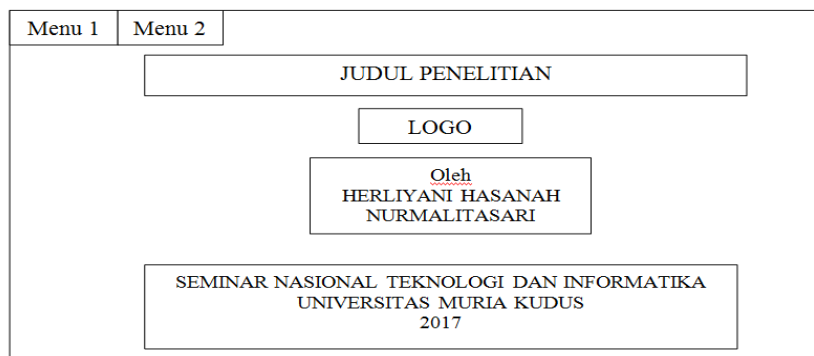 Menu 1 Menu 2
JUDUL PENELITIAN
LOGO
Oleh
HERLIYANI HASANAH
NURMALITASARI
SEMINAR NASIONAL TEKNOLOGI DAN INFORMATIKA
UNIVERSITAS MURIA KUDUS
2017